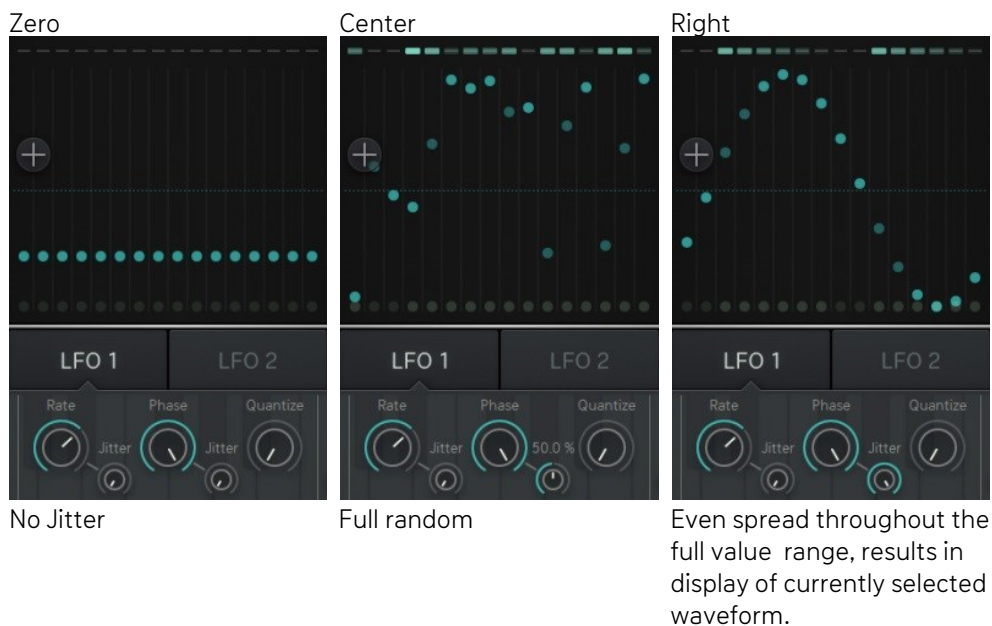 Zero
Center
Right
LFO 1
LFO 2
Rate
Phase
Quantize
Jitter
Jitter
LFO 1
LFO 2
Rate
Phase
Quantize
Jitter
50.0 %
LFO 1
LFO 2
Rate
Phase
Quantize
Jitter
Jitter
No Jitter
Full random
Even spread throughout the
full value range, results in
display of currently selected
waveform.